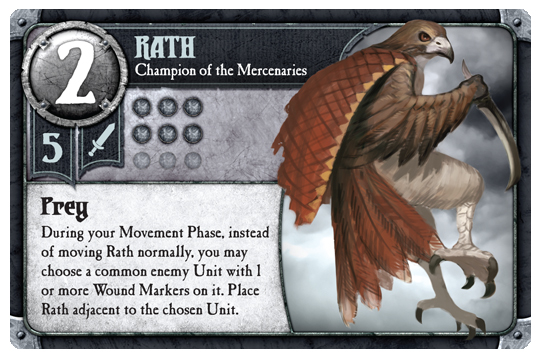 2
RATH
Champion of the Mercenaries
5
Prey
During your Movement Phase, instead
of moving Rath normally, you may
choose a common enemy Unit with 1
or more Wound Markers on it. Place
Rath adjacent to the chosen Unit.